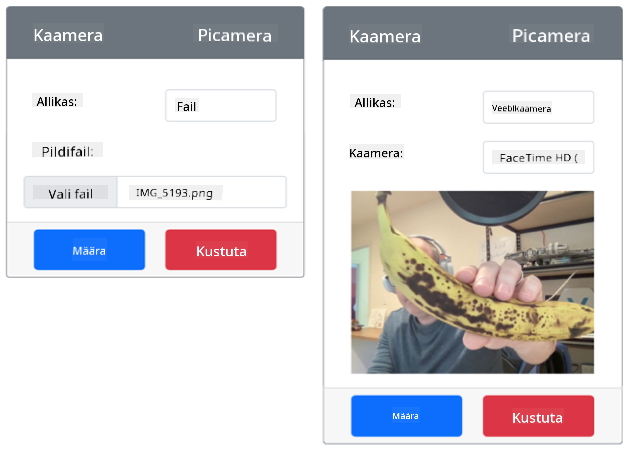 Kaamera Picamera
Allikas: Fail
Pildifail:
Vali fail IMG_5193.png
Määra Kustuta
Kaamera Picamera
Allikas: Veebikaamera
Kaamera: FaceTime HD (
Määra Kustuta